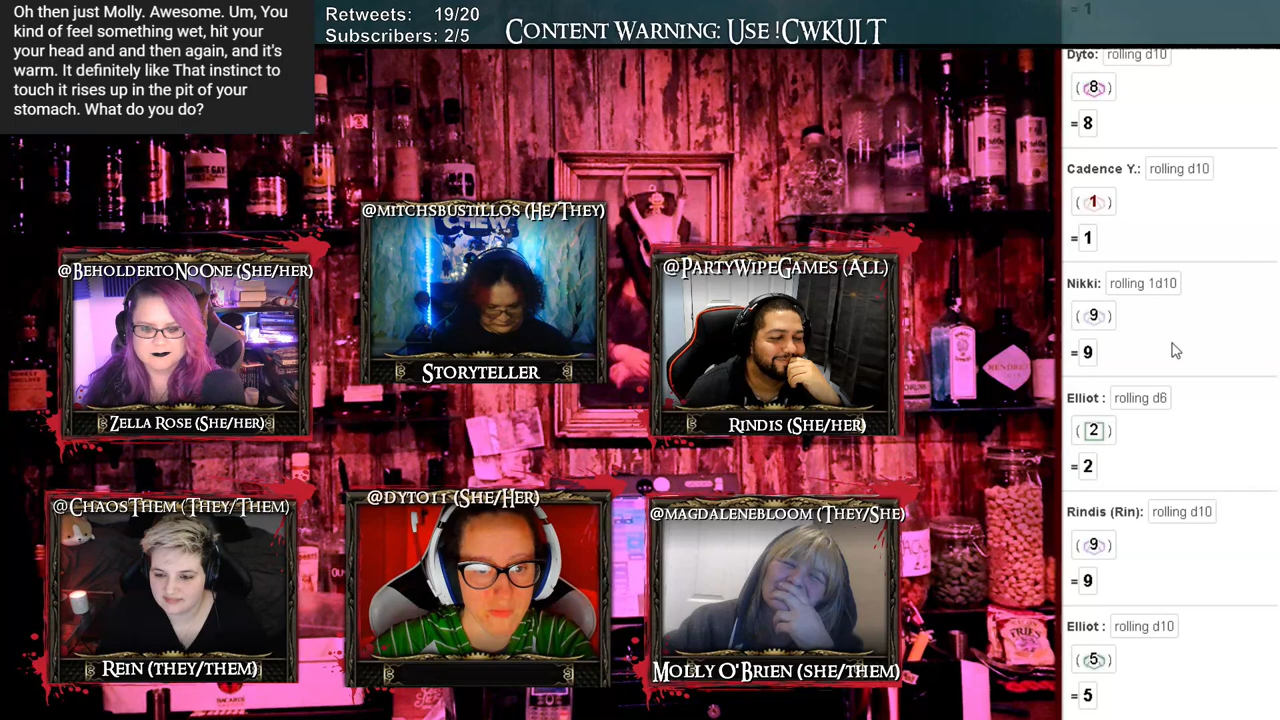 Oh then just Molly. Awesome. Um, You
kind of feel something wet, hit your
your head and and then again, and it's
warm. It definitely like That instinct to
touch it rises up in the pit of your
stomach. What do you do?
Retweets: 19/20
Subscribers: 2/5
Content Warning: Use !CWKULT
@MitchsBustillos (He/They)
Storyteller
@BeholdertoNoOne (She/her)
Zella Rose (She/her)
@PartyWipeGames (All)
Rindis (She/her)
@ChaosThem (They/Them)
Rein (they/them)
@Dyto11 (She/Her)
@magdalenebloom (They/She)
Molly O'Brien (she/them)
= 1
Dyto: rolling d10
( 8 )
= 8
Cadence Y.: rolling d10
( 1 )
= 1
Nikki: rolling 1d10
( 9 )
= 9
Elliot : rolling d6
( 2 )
= 2
Rindis (Rin): rolling d10
( 9 )
= 9
Elliot : rolling d10
( 5 )
= 5